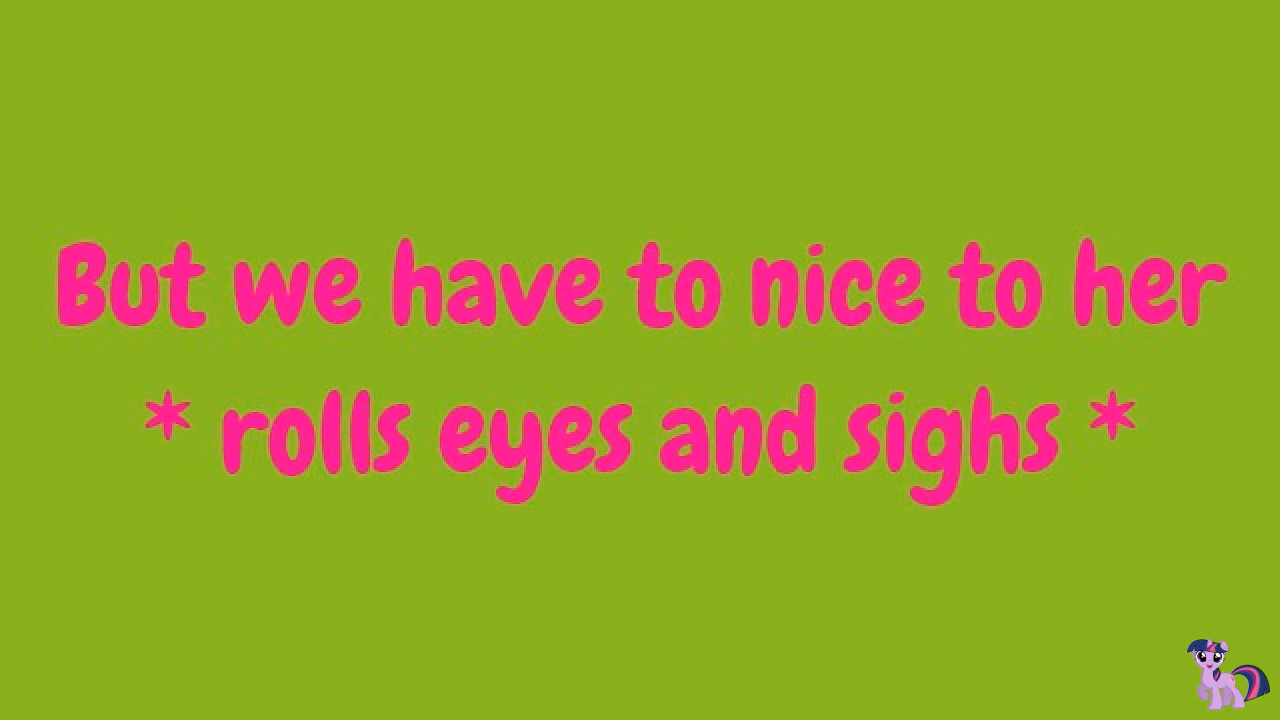 But we have to nice to her
* rolls eyes and sighs *